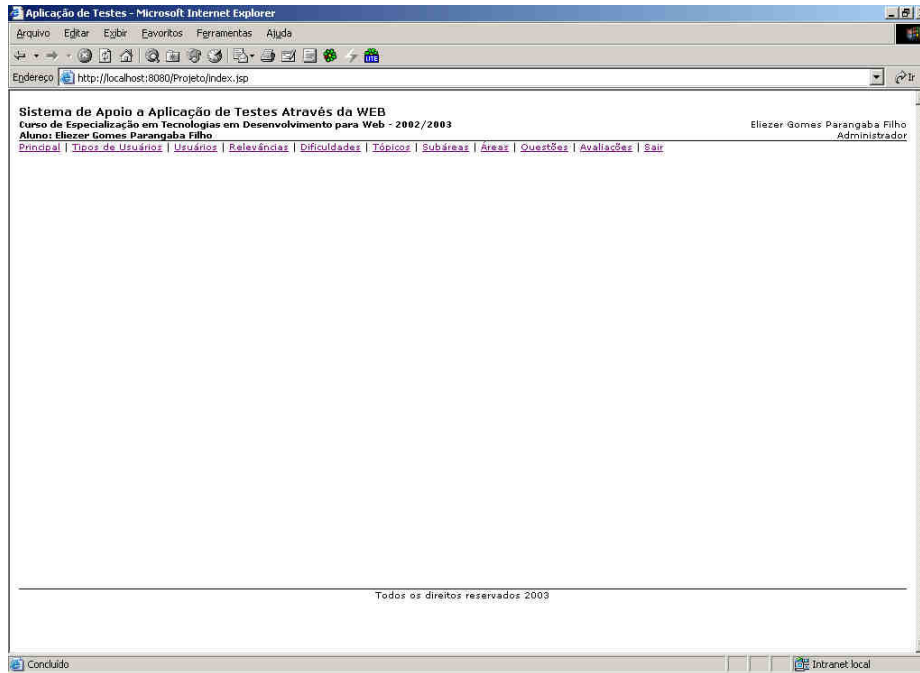 Aplicação de Testes - Microsoft Internet Explorer
Arquivo Editar Exibir Favoritos Ferramentas Ajuda
Endereço http://localhost:8080/Projeto/index.jsp Ir
Sistema de Apoio a Aplicação de Testes Através da WEB
Curso de Especialização em Tecnologias em Desenvolvimento para Web - 2002/2003 Eliezer Gomes Parangaba Filho
Aluno: Eliezer Gomes Parangaba Filho Administrador
Principal | Tipos de Usuários | Usuários | Relevâncias | Dificuldades | Tópicos | Subáreas | Áreas | Questões | Avaliações | Sair
Todos os direitos reservados 2003
Concluído Intranet local